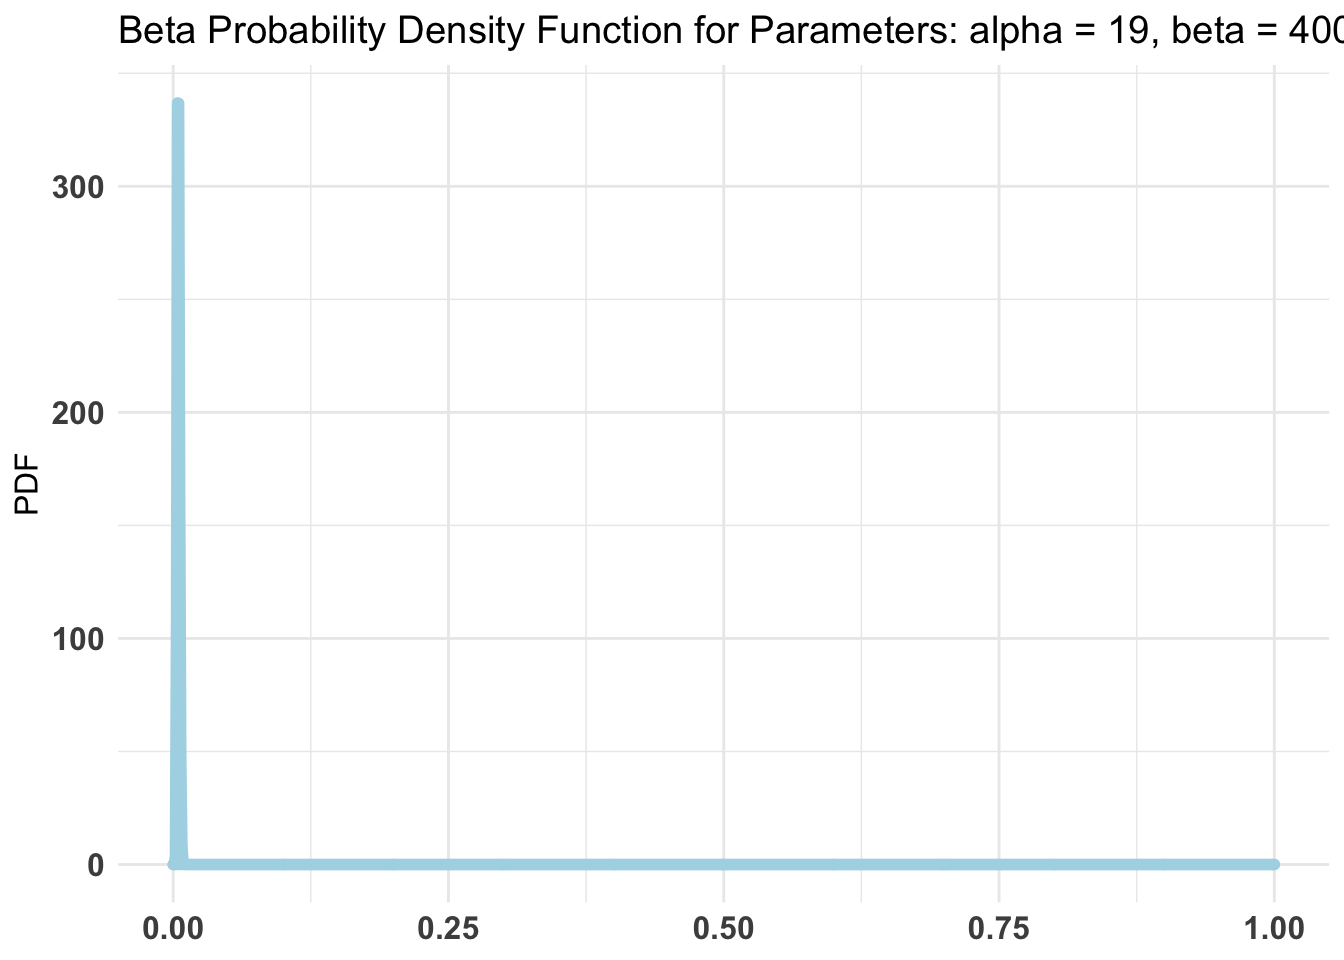 Beta Probability Density Function for Parameters: alpha = 19, beta = 400
300
200
100
0
PDF
0.00 0.25 0.50 0.75 1.00